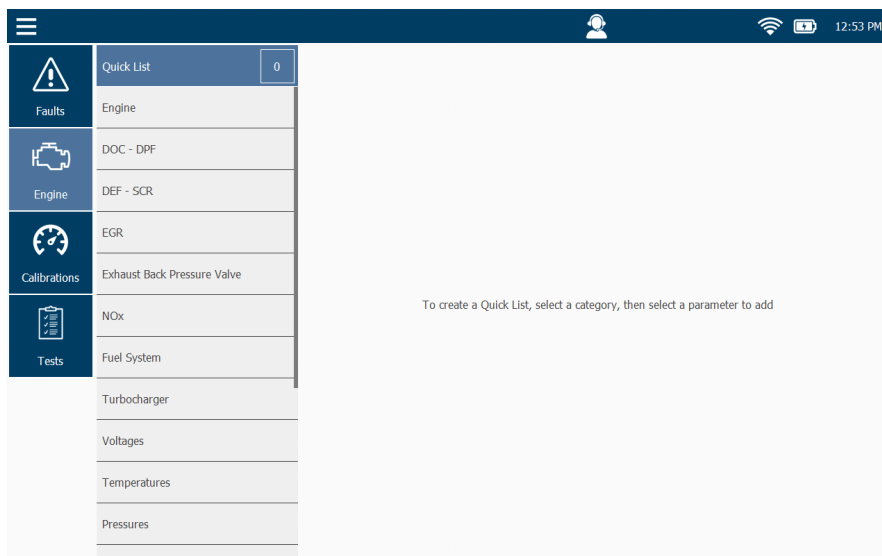 12:53 PM
Faults
Engine
Calibrations
Tests
Quick List
0
Engine
DOC - DPF
DEF - SCR
EGR
Exhaust Back Pressure Valve
NOx
Fuel System
Turbocharger
Voltages
Temperatures
Pressures
To create a Quick List, select a category, then select a parameter to add